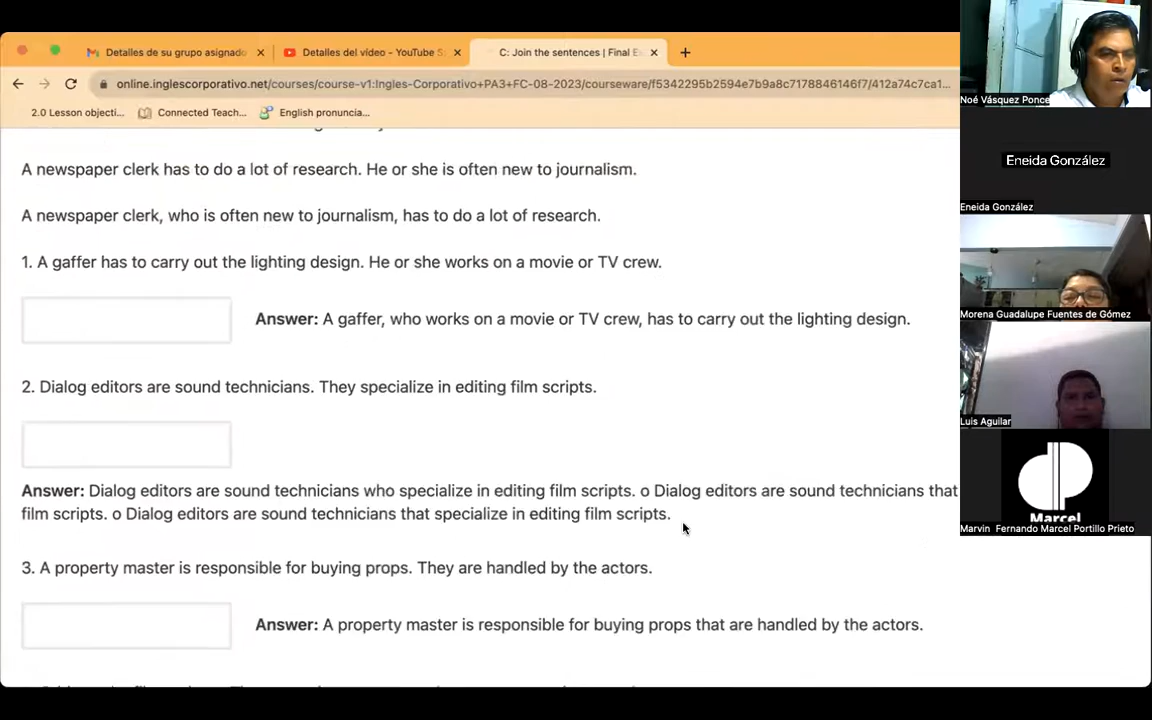 Detalles de su grupo asignado
Detalles del vídeo - YouTube S
C: Join the sentences | Final E
online.inglescorporativo.net/courses/course-v1:Ingles-Corporativo+PA3+FC-08-2023/courseware/f5342295b2594e7b9a8c7178846146f7/412a74c7ca1...
2.0 Lesson objecti...
Connected Teach...
English pronuncia...
A newspaper clerk has to do a lot of research. He or she is often new to journalism.
A newspaper clerk, who is often new to journalism, has to do a lot of research.
1. A gaffer has to carry out the lighting design. He or she works on a movie or TV crew.
Answer: A gaffer, who works on a movie or TV crew, has to carry out the lighting design.
2. Dialog editors are sound technicians. They specialize in editing film scripts.
Answer: Dialog editors are sound technicians who specialize in editing film scripts. o Dialog editors are sound technicians that
film scripts. o Dialog editors are sound technicians that specialize in editing film scripts.
3. A property master is responsible for buying props. They are handled by the actors.
Answer: A property master is responsible for buying props that are handled by the actors.
Noé Vásquez Ponce
Eneida González
Eneida González
Morena Guadalupe Fuentes de Gómez
Luis Aguilar
Marcel
Marvin Fernando Marcel Portillo Prieto